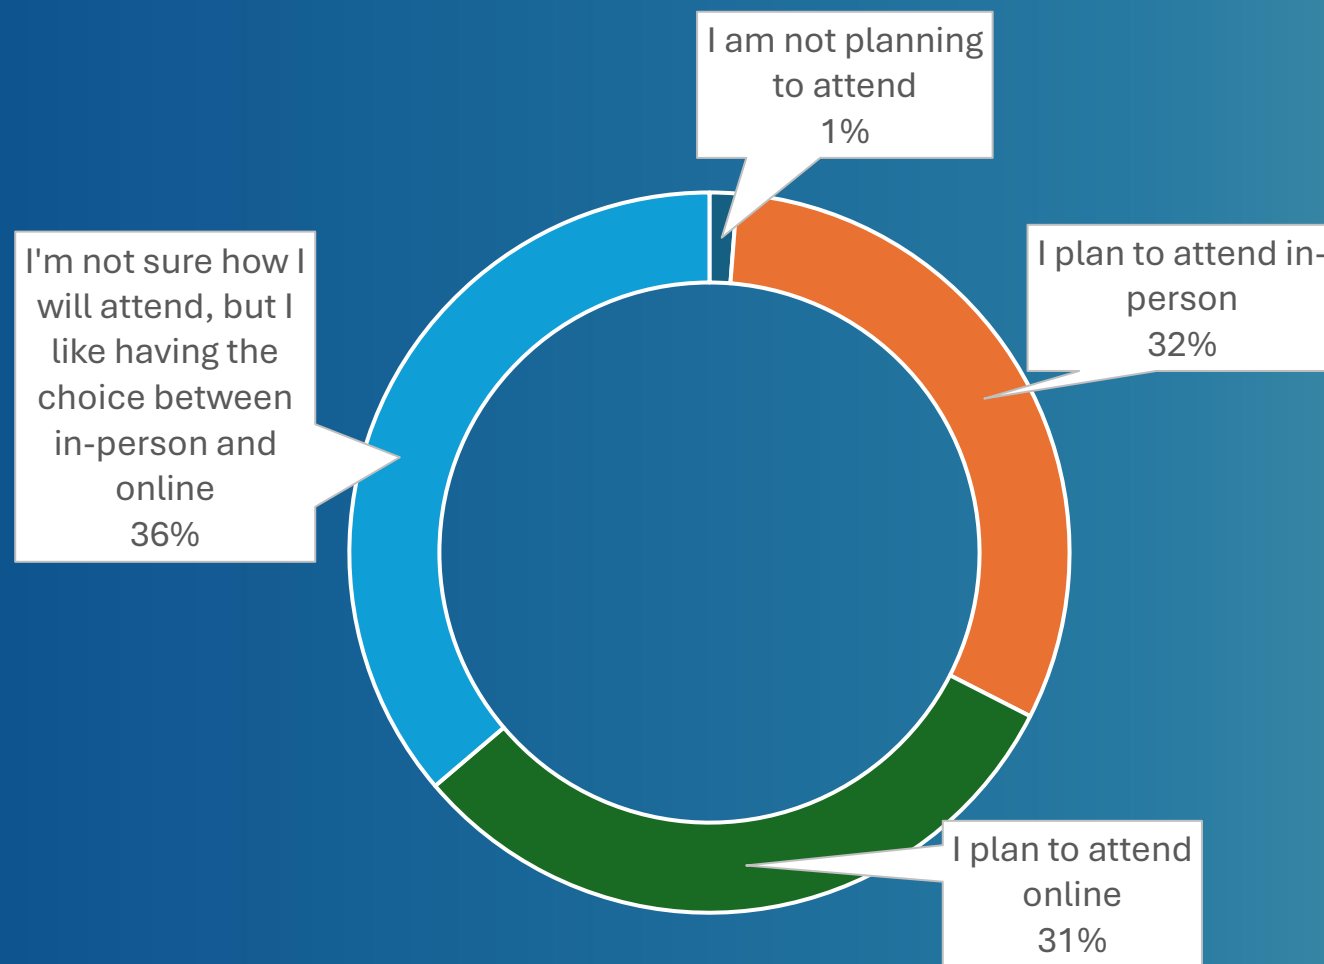 I am not planning
to attend
1%
I plan to attend in-
person
32%
I'm not sure how I
will attend, but I
like having the
choice between
in-person and
online
36%
I plan to attend
online
31%